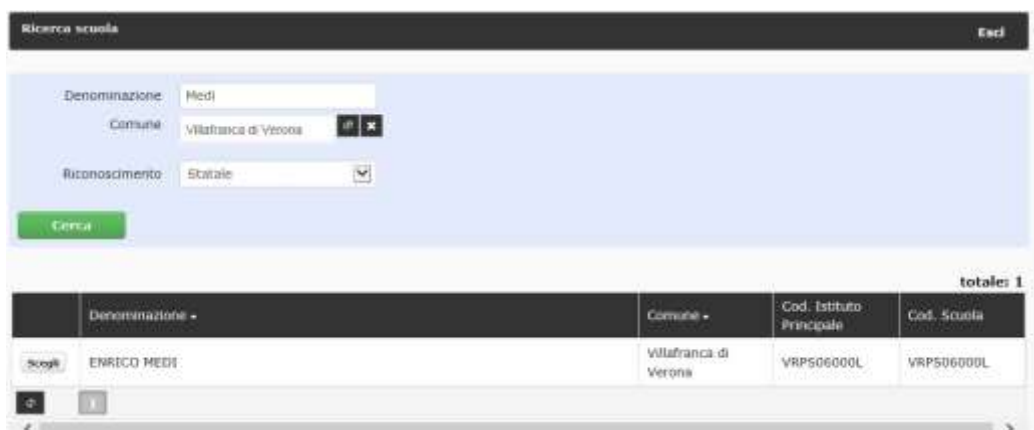 Ricerca scuola Esci
Denominazione Medi
Comune Villafranca di Verona
Riconoscimento Statale
Cerca
totale: 1
Denominazione Comune Cod. Istituto Principale Cod. Scuola
Scegli ENRICO MEDI Villafranca di Verona VRPS06000L VRPS06000L
1